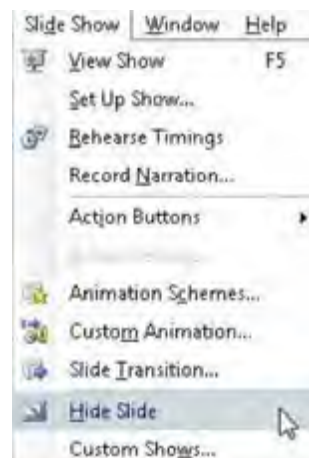 Slide Show Window Help
View Show F5
Set Up Show...
Rehearse Timings
Record Narration...
Action Buttons
Animation Schemes...
Custom Animation...
Slide Transition...
Hide Slide
Custom Shows...